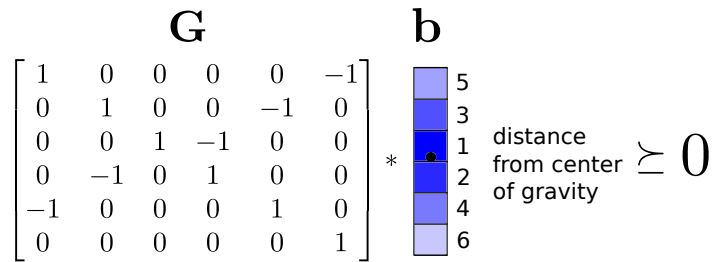 G b
1 0 0 0 0 −1
0 1 0 0 −1 0
0 0 1 −1 0 0
0 −1 0 1 0 0
−1 0 0 0 1 0
0 0 0 0 0 1
*
5
3
1
2
4
6
distance
from center
of gravity
⪰ 0